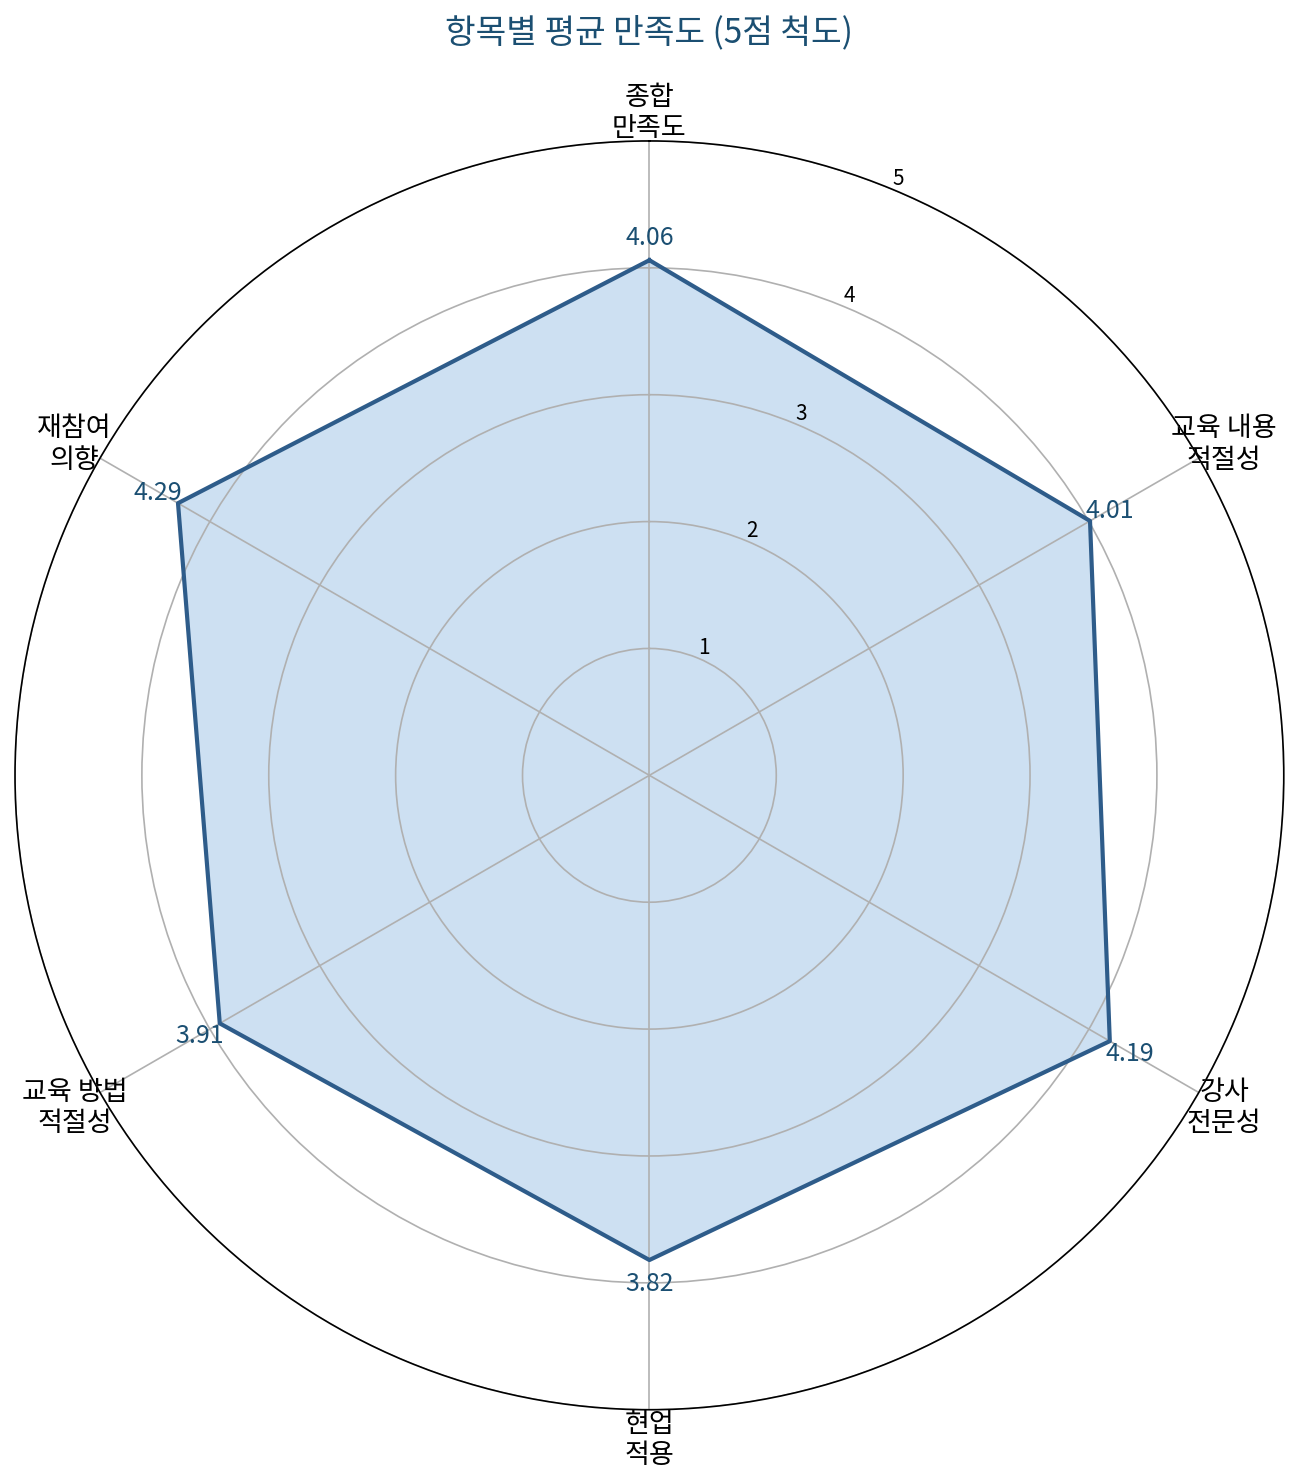 항목별 평균 만족도 (5점 척도)
종합
만족도
5
4.06
4
3
재참여
의향
교육 내용
적절성
4.29
4.01
2
1
3.91
4.19
교육 방법
적절성
강사
전문성
3.82
현업
적용